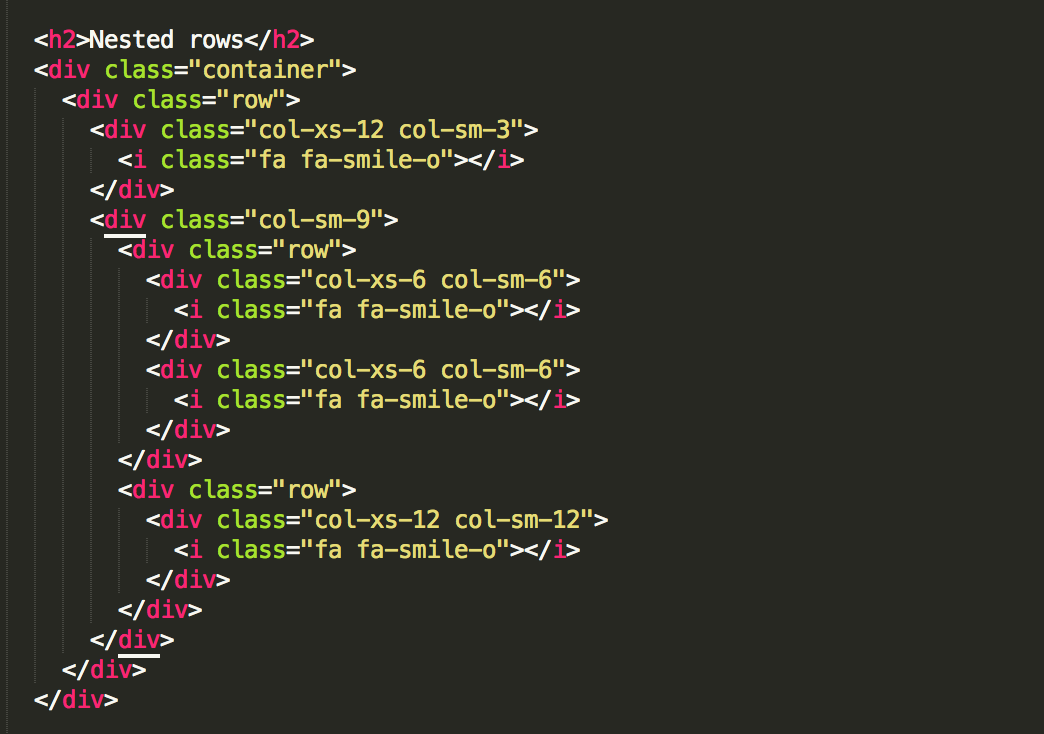 <h2>Nested rows</h2>
<div class="container">
  <div class="row">
    <div class="col-xs-12 col-sm-3">
      <i class="fa fa-smile-o"></i>
    </div>
    <div class="col-sm-9">
      <div class="row">
        <div class="col-xs-6 col-sm-6">
          <i class="fa fa-smile-o"></i>
        </div>
        <div class="col-xs-6 col-sm-6">
          <i class="fa fa-smile-o"></i>
        </div>
      </div>
      <div class="row">
        <div class="col-xs-12 col-sm-12">
          <i class="fa fa-smile-o"></i>
        </div>
      </div>
    </div>
  </div>
</div>